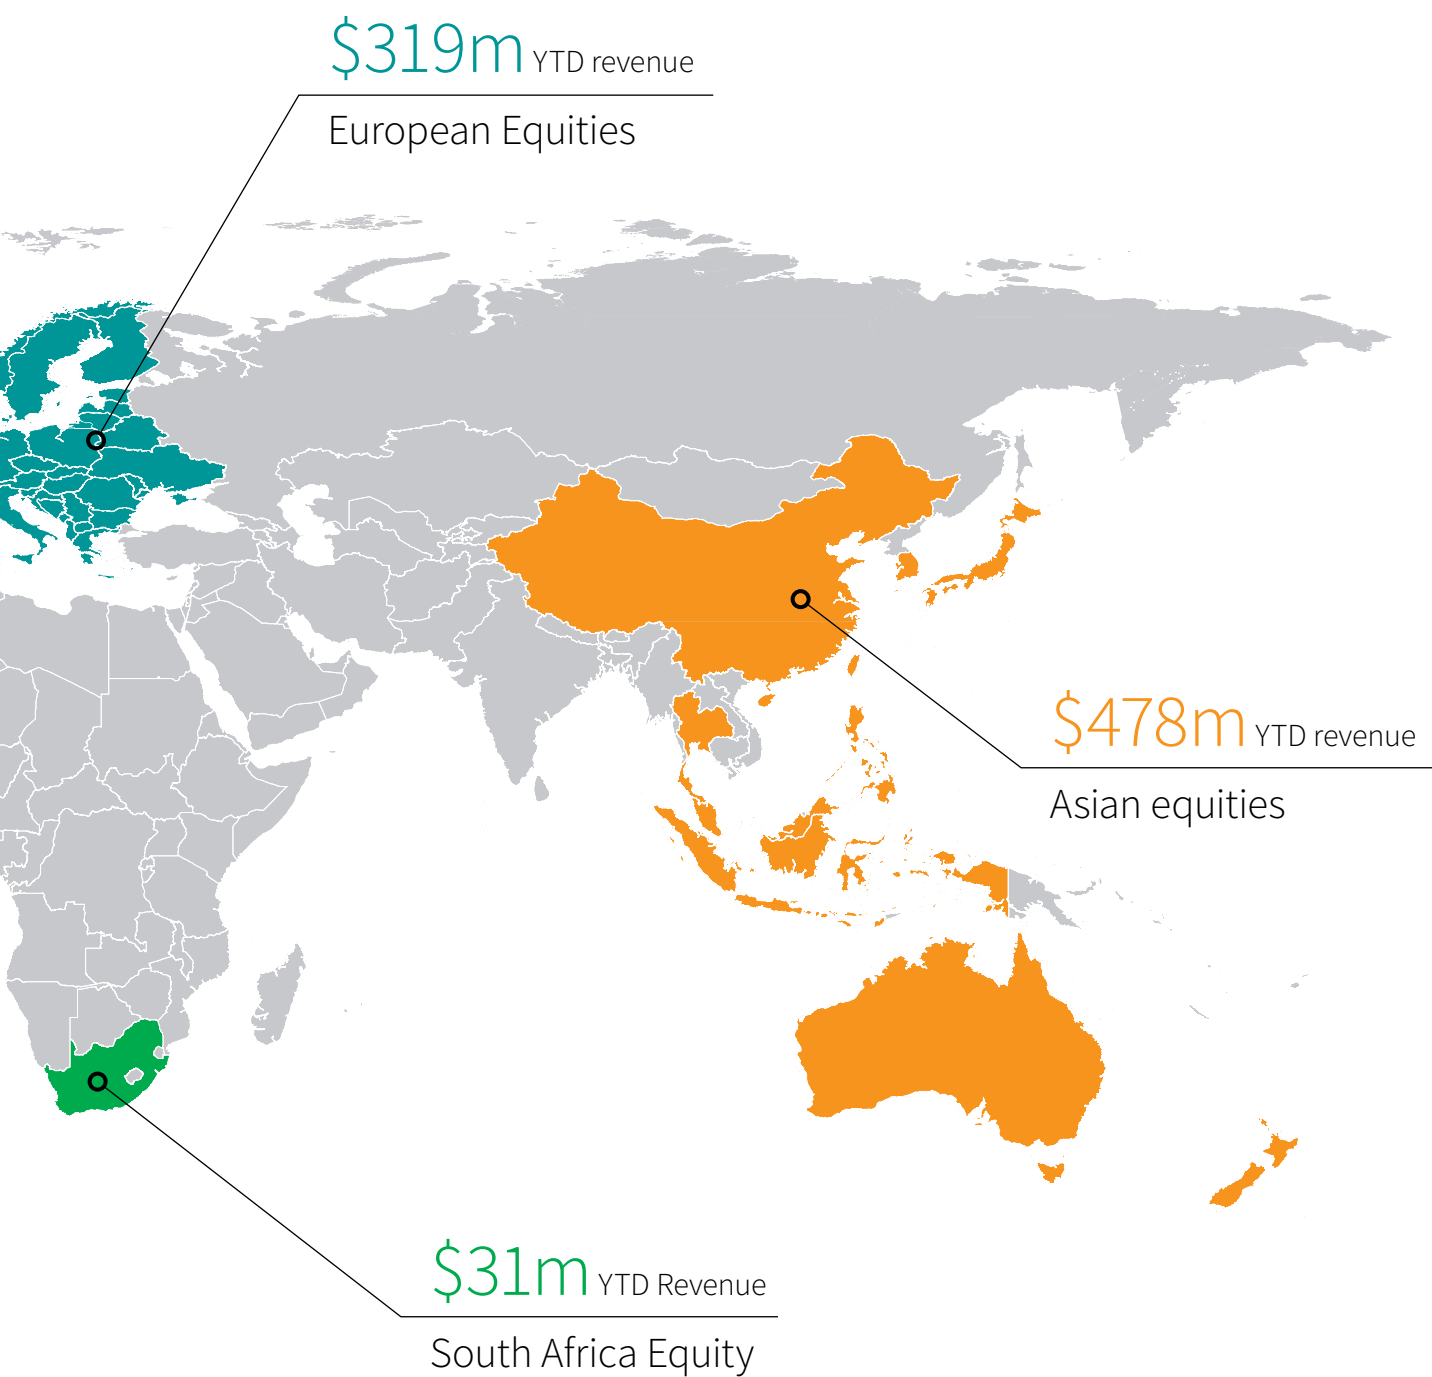 $319m YTD revenue
European Equities
$478m YTD revenue
Asian equities
$31m YTD Revenue
South Africa Equity